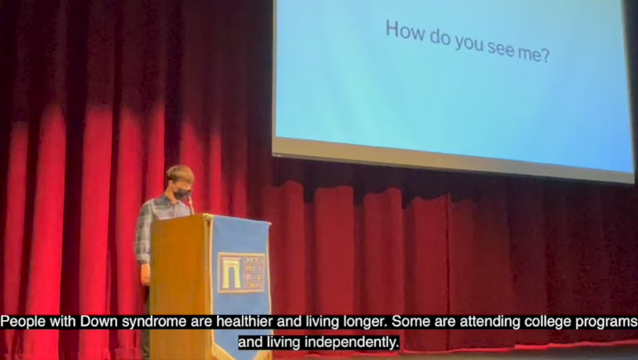 How do you see me?
People with Down syndrome are healthier and living longer. Some are attending college programs
and living independently.